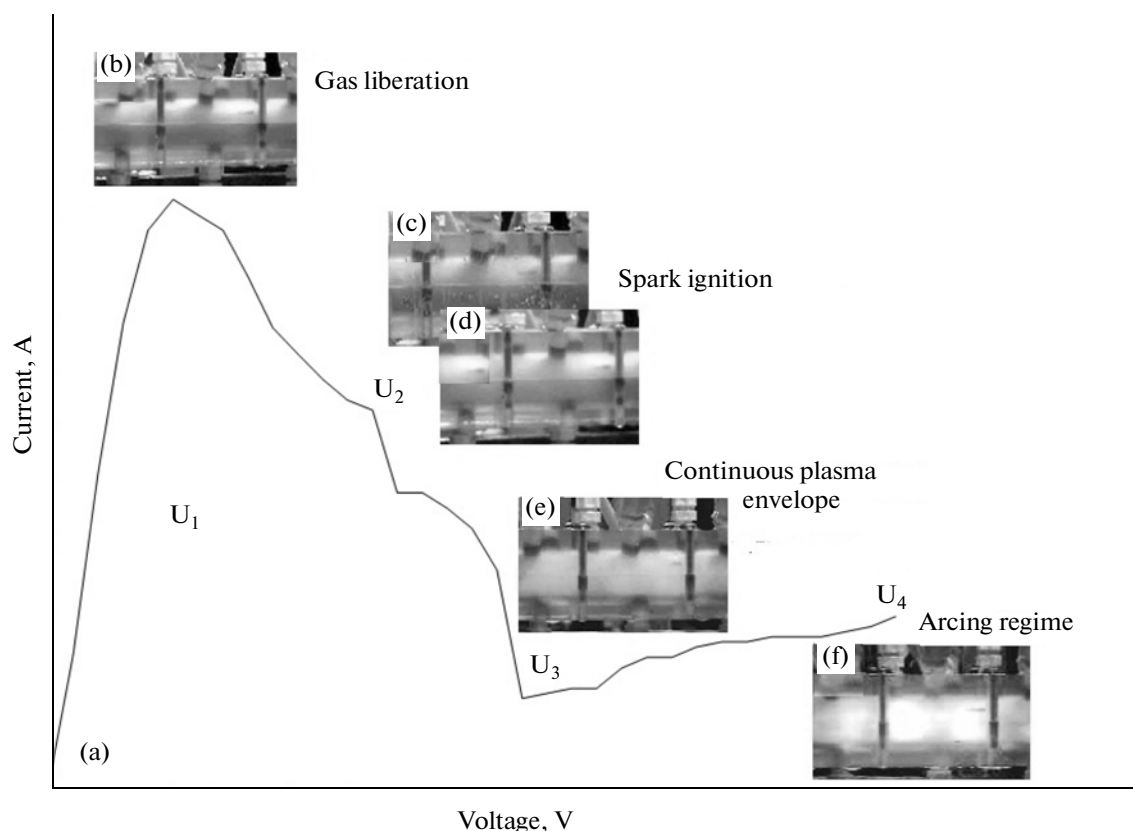 (b)
Gas liberation
(c)
Spark ignition
(d)
U2
Current, A
Continuous plasma
envelope
(e)
U1
U4
Arcing regime
(f)
U3
(a)
Voltage, V